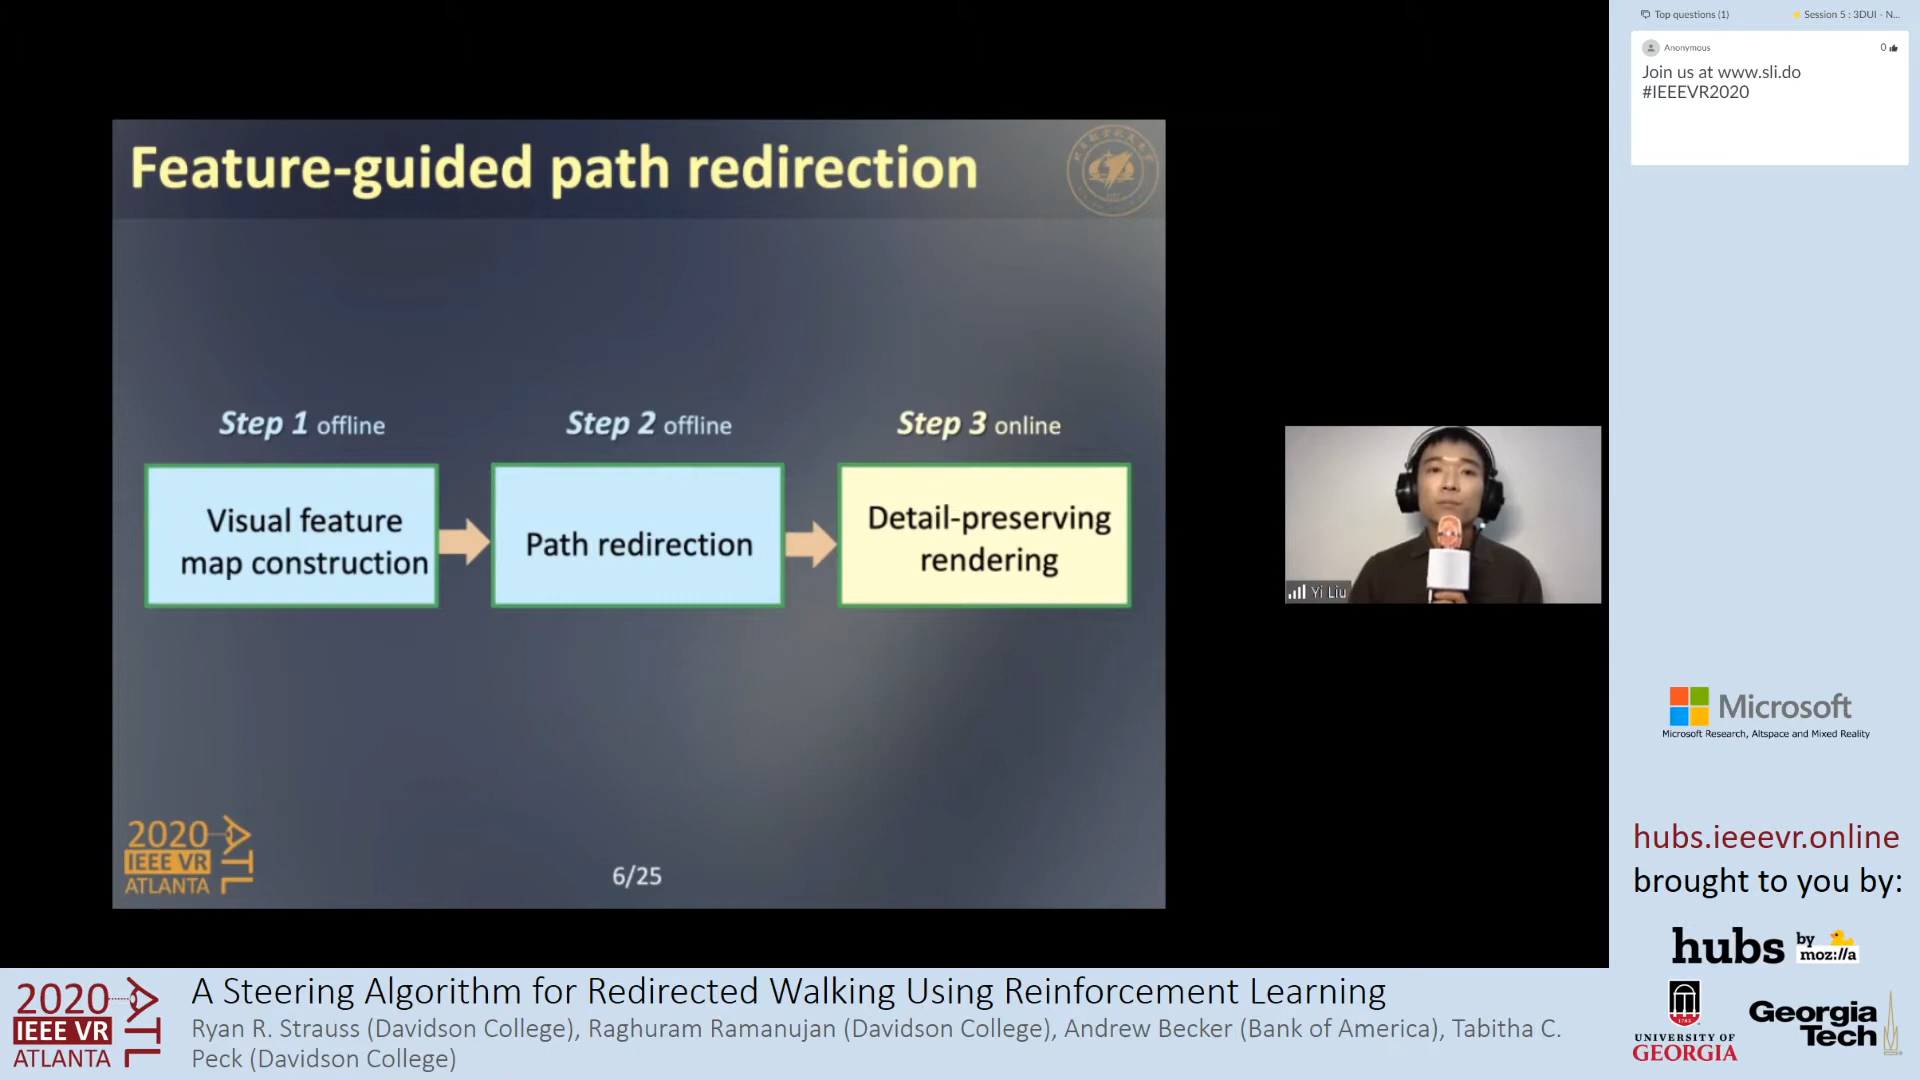 Feature-guided path redirection
Step 1 offline
Visual feature
map construction
Step 2 offline
Path redirection
Step 3 online
Detail-preserving
rendering
2020
IEEE VR
ATLANTA
ATL
6/25
Yi Liu
Top questions (1)
Session 5 : 3DUI - N...
Anonymous
0
Join us at www.sli.do
#IEEEVR2020
Microsoft
Microsoft Research, Altspace and Mixed Reality
hubs.ieeevr.online
brought to you by:
hubs by
moz://a
UNIVERSITY OF
GEORGIA
Georgia
Tech
2020
IEEE VR
ATLANTA
ATL
A Steering Algorithm for Redirected Walking Using Reinforcement Learning
Ryan R. Strauss (Davidson College), Raghuram Ramanujan (Davidson College), Andrew Becker (Bank of America), Tabitha C.
Peck (Davidson College)